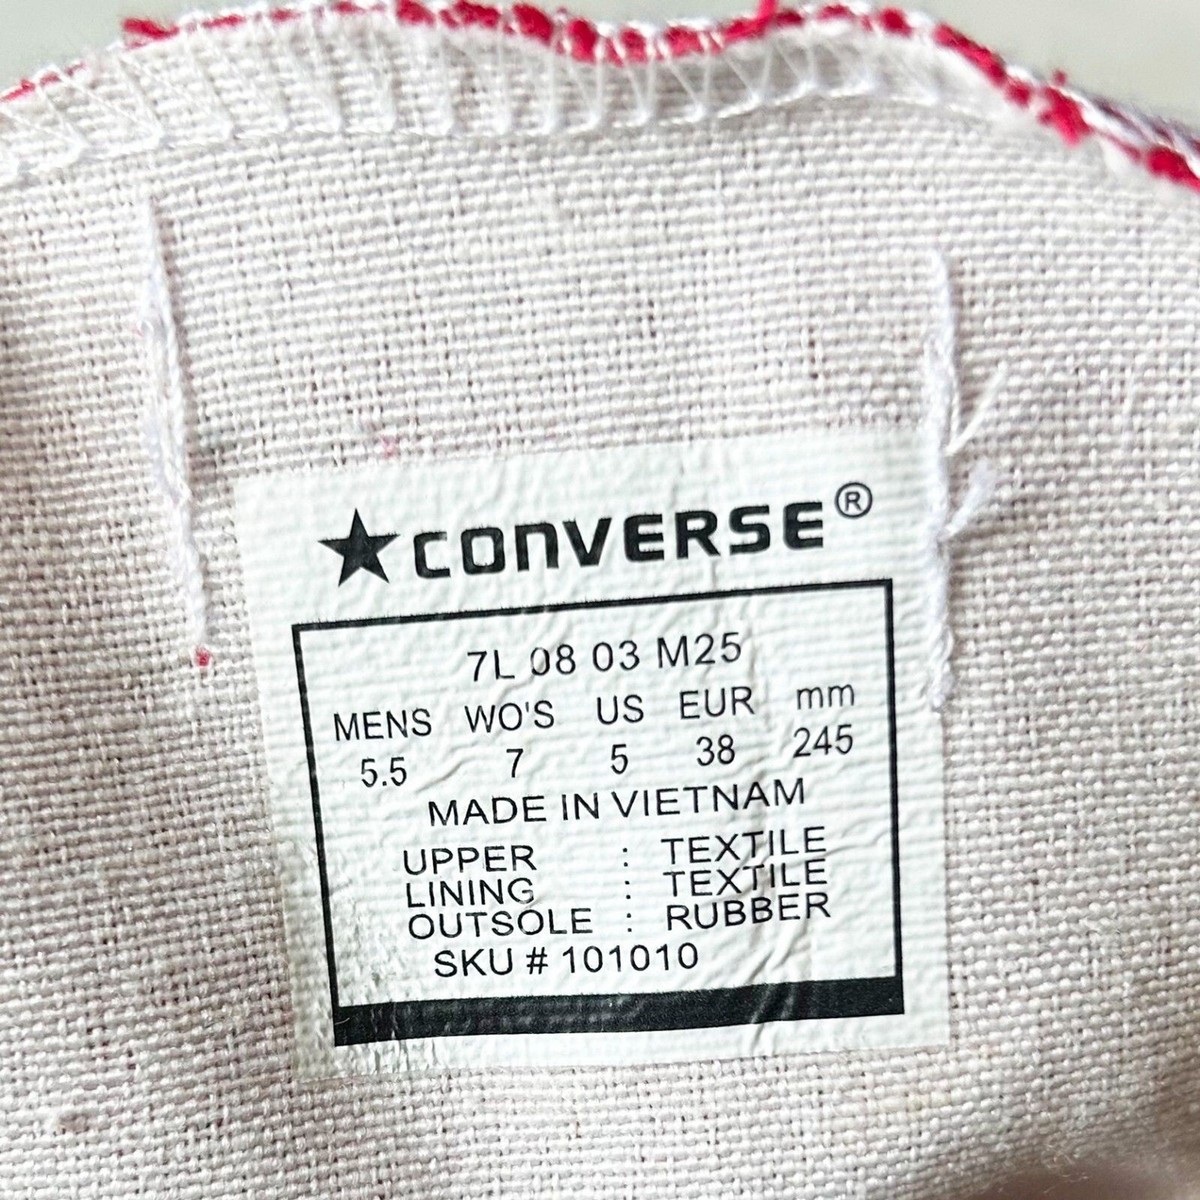 ★CONVERSE®
7L 08 03 M25
MENS WO'S US EUR mm
5.5 7 5 38 245
MADE IN VIETNAM
UPPER : TEXTILE
LINING : TEXTILE
OUTSOLE : RUBBER
SKU # 101010